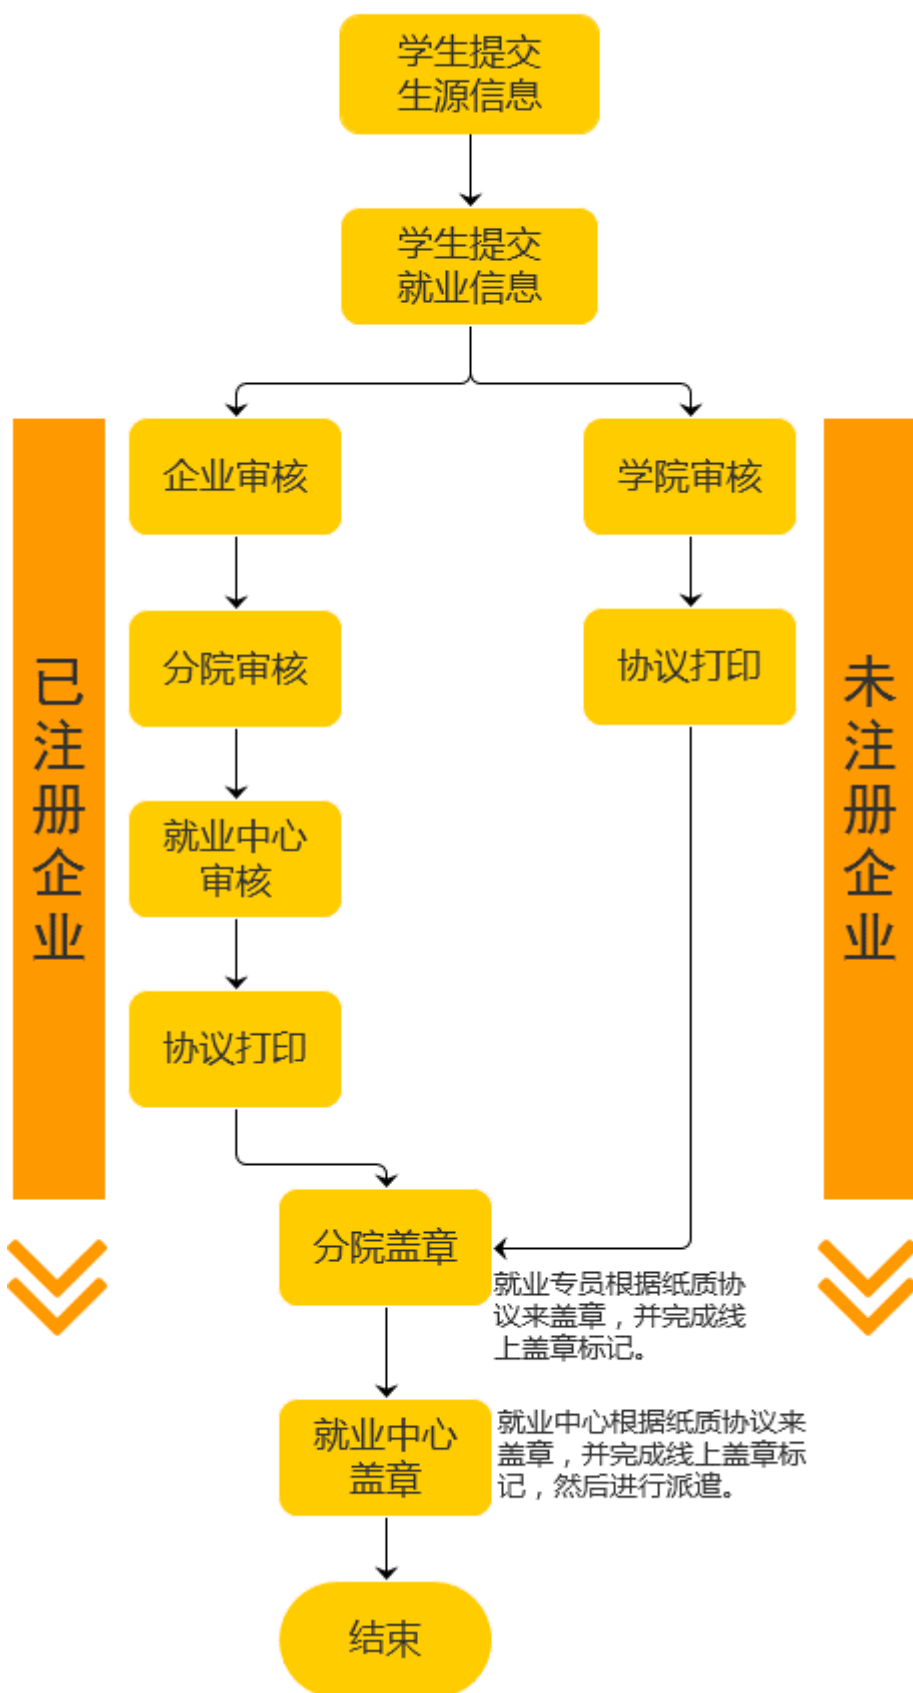 学生提交
生源信息
学生提交
就业信息
已注册企业
企业审核
分院审核
就业中心
审核
协议打印
学院审核
协议打印
未注册企业
分院盖章
就业专员根据纸质协
议来盖章，并完成线
上盖章标记。
就业中心
盖章
就业中心根据纸质协议来
盖章，并完成线上盖章标
记，然后进行派遣。
结束